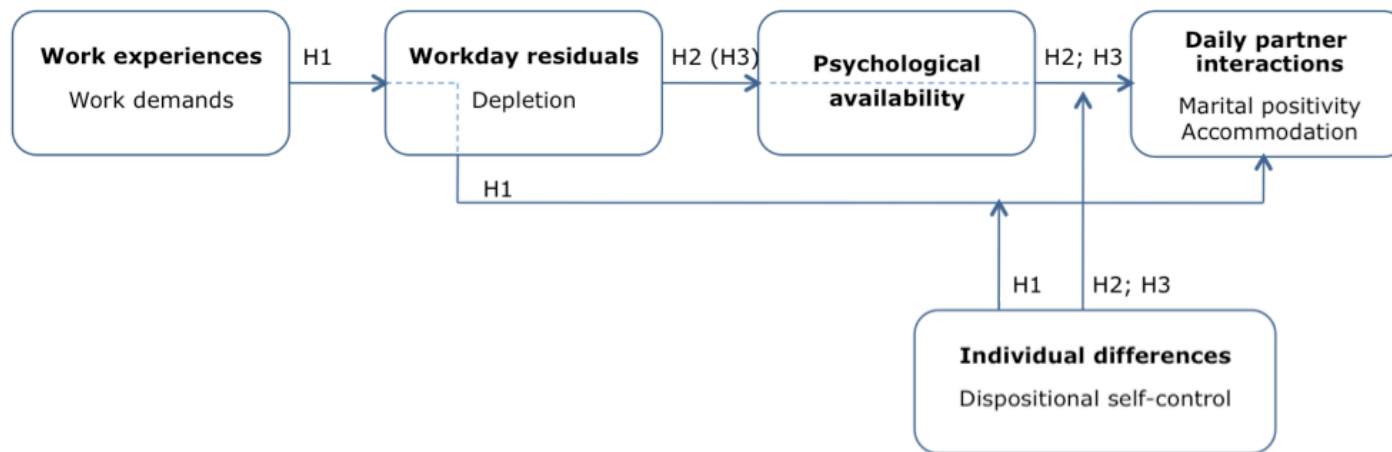 Work experiences
Work demands
H1
Workday residuals
Depletion
H2 (H3)
Psychological
availability
H2; H3
Daily partner
interactions
Marital positivity
Accommodation
H1
H1
H2; H3
Individual differences
Dispositional self-control